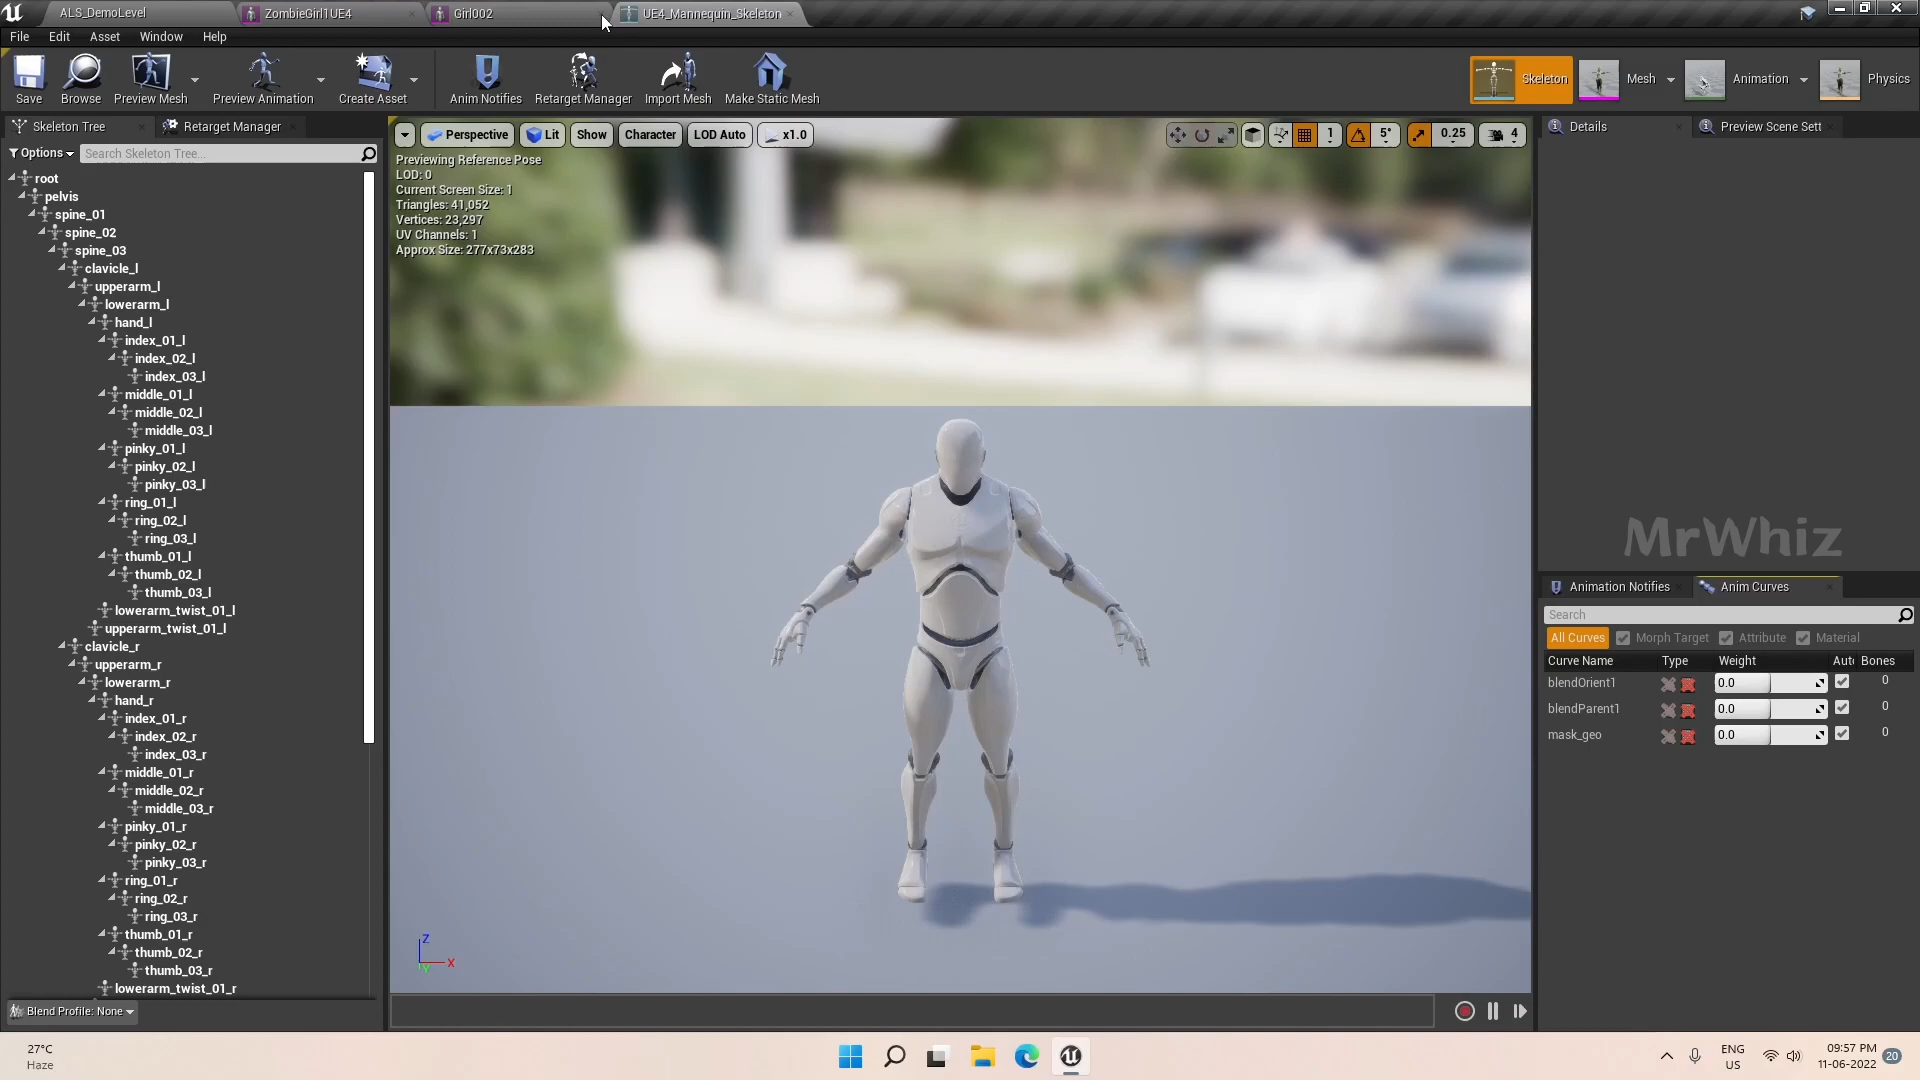 ALS_DemoLevel
ZombieGirl1UE4
Girl002
UE4_Mannequin_Skeleton
File Edit Asset Window Help
Save
Browse
Preview Mesh
Preview Animation
Create Asset
Anim Notifies
Retarget Manager
Import Mesh
Make Static Mesh
Skeleton
Mesh
Animation
Physics
Skeleton Tree
Retarget Manager
Options
Search Skeleton Tree...
root
pelvis
spine_01
spine_02
spine_03
clavicle_l
upperarm_l
lowerarm_l
hand_l
index_01_l
index_02_l
index_03_l
middle_01_l
middle_02_l
middle_03_l
pinky_01_l
pinky_02_l
pinky_03_l
ring_01_l
ring_02_l
ring_03_l
thumb_01_l
thumb_02_l
thumb_03_l
lowerarm_twist_01_l
upperarm_twist_01_l
clavicle_r
upperarm_r
lowerarm_r
hand_r
index_01_r
index_02_r
index_03_r
middle_01_r
middle_02_r
middle_03_r
pinky_01_r
pinky_02_r
pinky_03_r
ring_01_r
ring_02_r
ring_03_r
thumb_01_r
thumb_02_r
thumb_03_r
lowerarm_twist_01_r
Blend Profile: None
Perspective
Lit
Show
Character
LOD Auto
x1.0
1
5°
0.25
4
Previewing Reference Pose
LOD: 0
Current Screen Size: 1
Triangles: 41,052
Vertices: 23,297
UV Channels: 1
Approx Size: 277x73x283
Z
X
Y
Details
Preview Scene Sett
MrWhiz
Animation Notifies
Anim Curves
Search
All Curves Morph Target Attribute Material
Curve Name Type Weight Aut Bones
blendOrient1 0.0 0
blendParent1 0.0 0
mask_geo 0.0 0
27°C
Haze
ENG
US
09:57 PM
11-06-2022
20